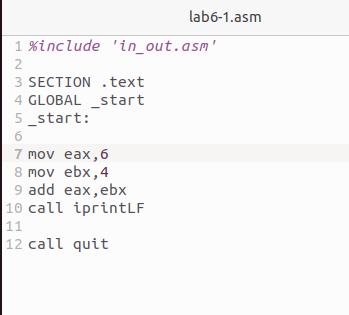 lab6-1.asm
1 %include 'in_out.asm'
2
3 SECTION .text
4 GLOBAL _start
5 _start:
6
7 mov eax,6
8 mov ebx,4
9 add eax,ebx
10 call iprintLF
11
12 call quit